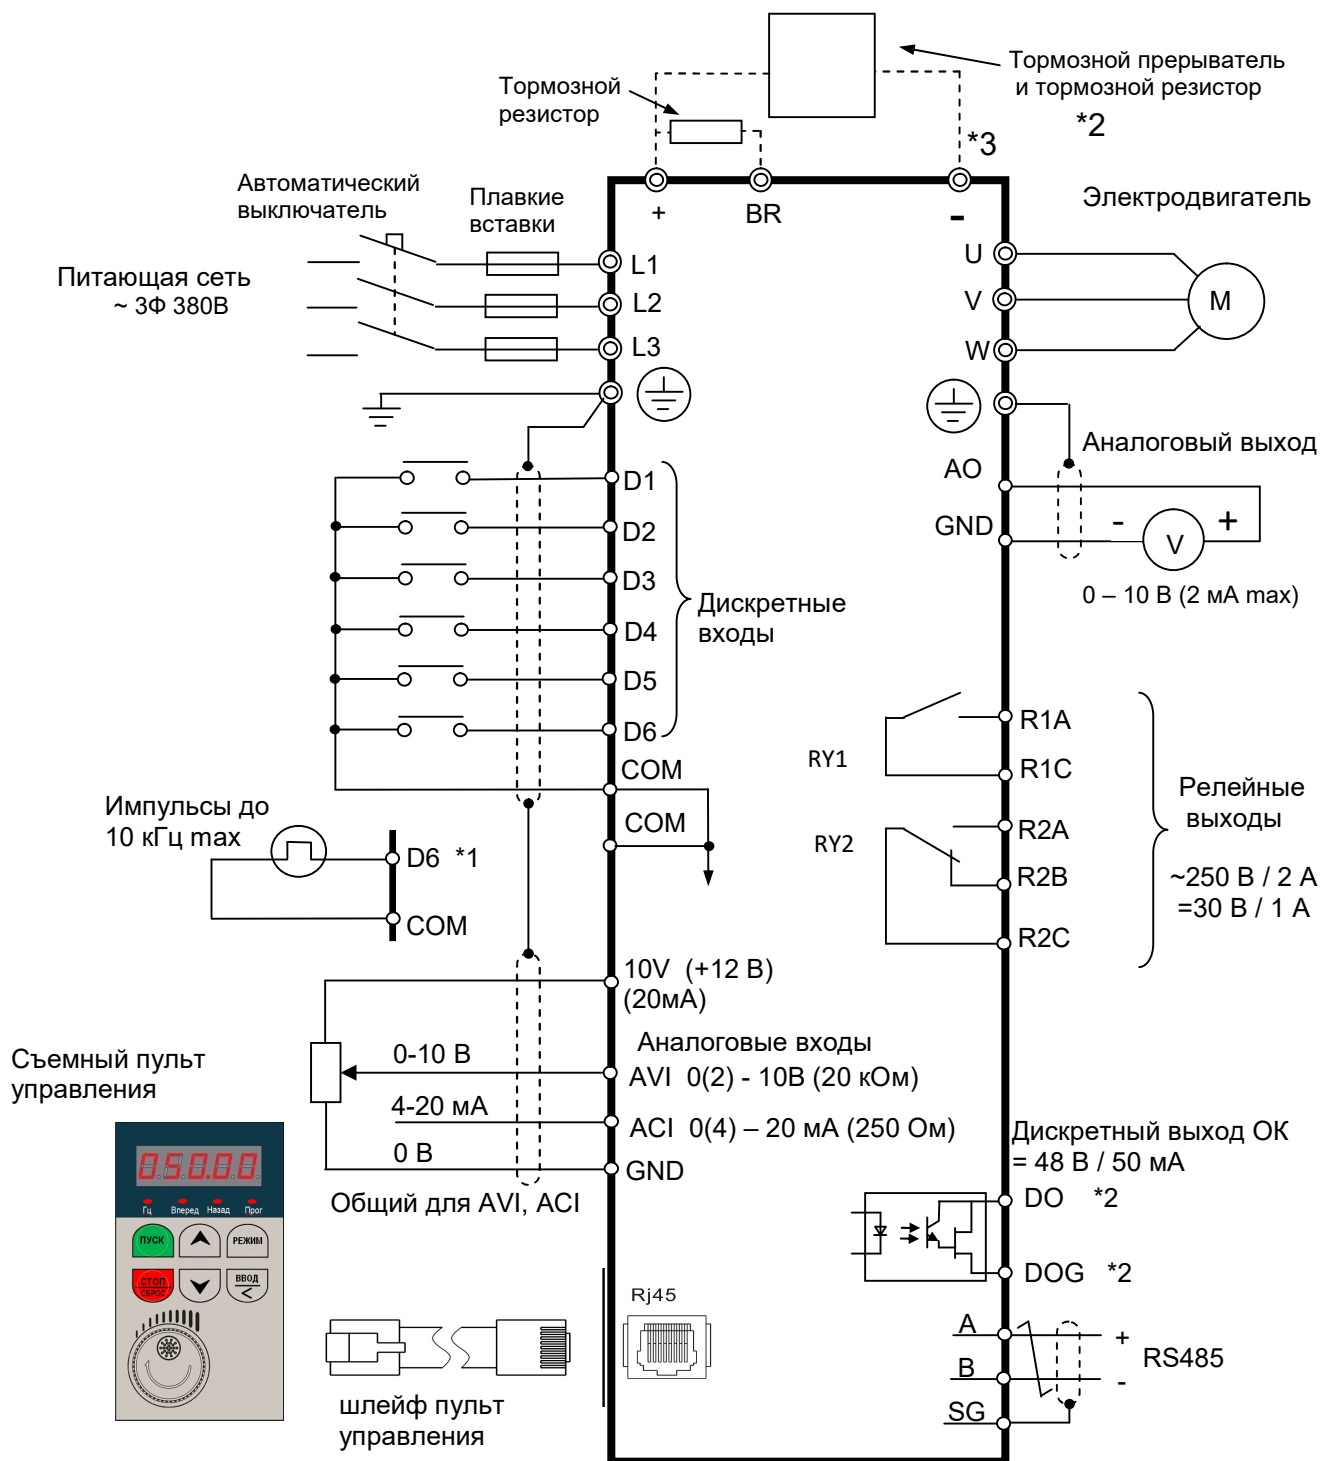 Тормозной прерыватель
и тормозной резистор
*2
Тормозной
резистор
*3
Автоматический
выключатель
Плавкие
вставки
+
BR
-
Электродвигатель
Питающая сеть
~ 3Ф 380В
L1
L2
L3
U
V
W
M
Аналоговый выход
AO
GND
-
V
+
0 – 10 В (2 мА max)
D1
D2
D3
D4
D5
D6
Дискретные
входы
COM
COM
Импульсы до
10 кГц max
D6 *1
COM
RY1
R1A
R1C
RY2
R2A
R2B
R2C
Релейные
выходы
~250 В / 2 А
=30 В / 1 А
10V (+12 В)
(20мА)
Аналоговые входы
0-10 В
AVI 0(2) - 10В (20 кОм)
4-20 мА
ACI 0(4) – 20 мА (250 Ом)
0 В
GND
Общий для AVI, ACI
Съемный пульт
управления
050.00.
Гц Вперед Назад Прог
ПУСК
РЕЖИМ
СТОП
СБРОС
ВВОД
<
Дискретный выход ОК
= 48 В / 50 мА
DO *2
DOG *2
Rj45
шлейф пульт
управления
A
+
B
-
RS485
SG